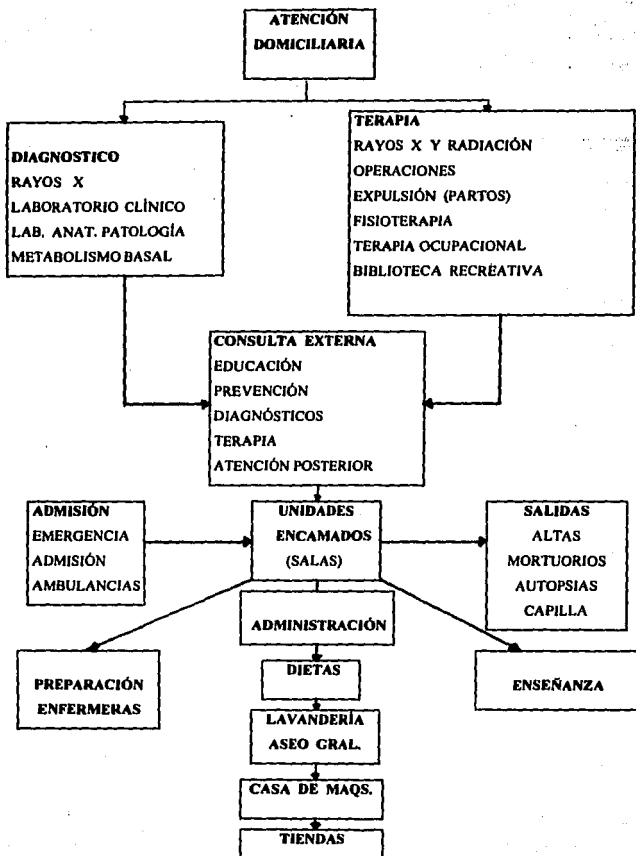 ATENCIÓN
DOMICILIARIA
DIAGNOSTICO
RAYOS X
LABORATORIO CLÍNICO
LAB. ANAT. PATOLOGÍA
METABOLISMO BASAL
TERAPIA
RAYOS X Y RADIACIÓN
OPERACIONES
EXPULSIÓN (PARTOS)
FISIOTERAPIA
TERAPIA OCUPACIONAL
BIBLIOTECA RECREATIVA
CONSULTA EXTERNA
EDUCACIÓN
PREVENCIÓN
DIAGNÓSTICOS
TERAPIA
ATENCIÓN POSTERIOR
ADMISIÓN
EMERGENCIA
ADMISIÓN
AMBULANCIAS
UNIDADES
ENCAMADOS
(SALAS)
SALIDAS
ALTAS
MORTUORIOS
AUTOPSIAS
CAPILLA
ADMINISTRACIÓN
PREPARACIÓN
ENFERMERAS
DIETAS
ENSEÑANZA
LAVANDERÍA
ASEO GRAL.
CASA DE MAQS.
TIENDAS